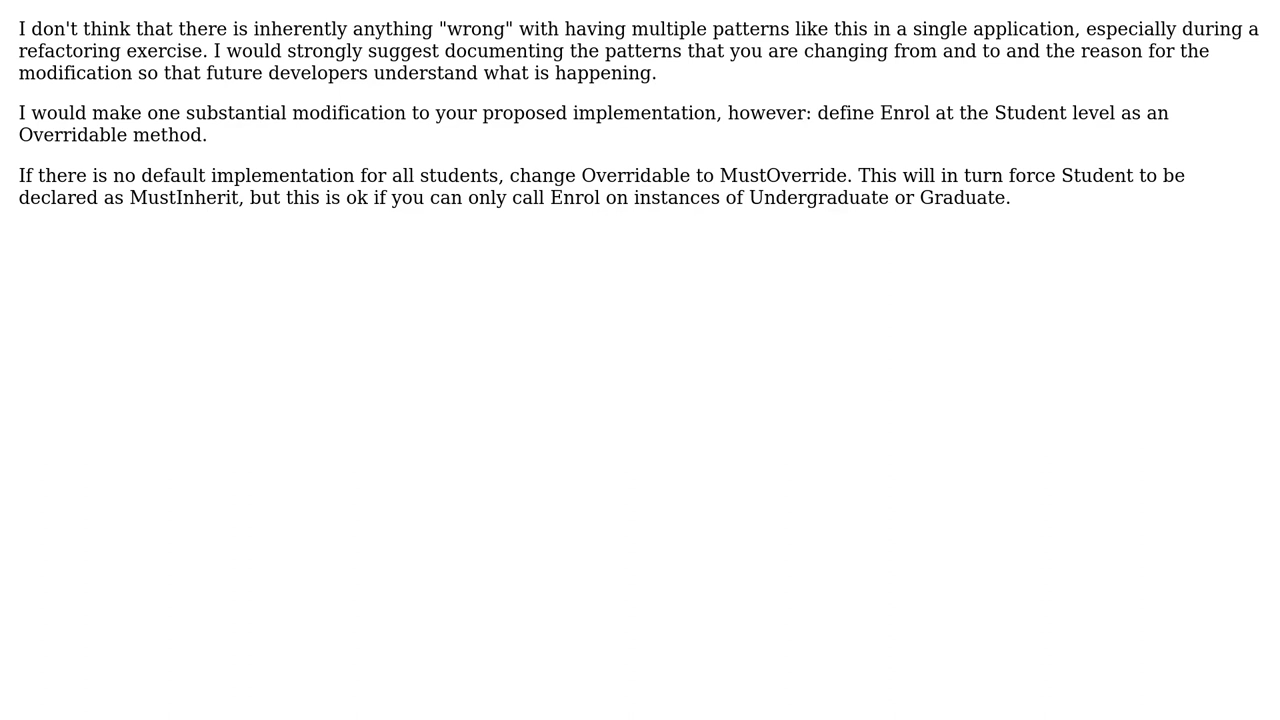 I don't think that there is inherently anything "wrong" with having multiple patterns like this in a single application, especially during a
refactoring exercise. I would strongly suggest documenting the patterns that you are changing from and to and the reason for the
modification so that future developers understand what is happening.
I would make one substantial modification to your proposed implementation, however: define Enrol at the Student level as an
Overridable method.
If there is no default implementation for all students, change Overridable to MustOverride. This will in turn force Student to be
declared as MustInherit, but this is ok if you can only call Enrol on instances of Undergraduate or Graduate.